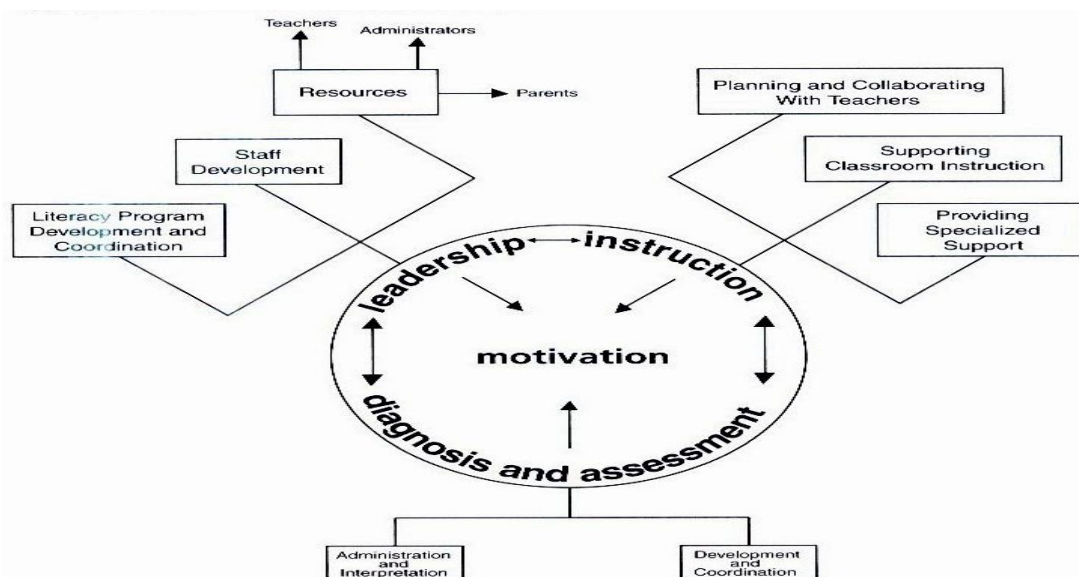 Teachers
Administrators
Resources
Parents
Staff
Development
Literacy Program
Development and
Coordination
Planning and Collaborating
With Teachers
Supporting
Classroom Instruction
Providing
Specialized
Support
leadership
instruction
motivation
diagnosis and assessment
Administration
and
Interpretation
Development
and
Coordination